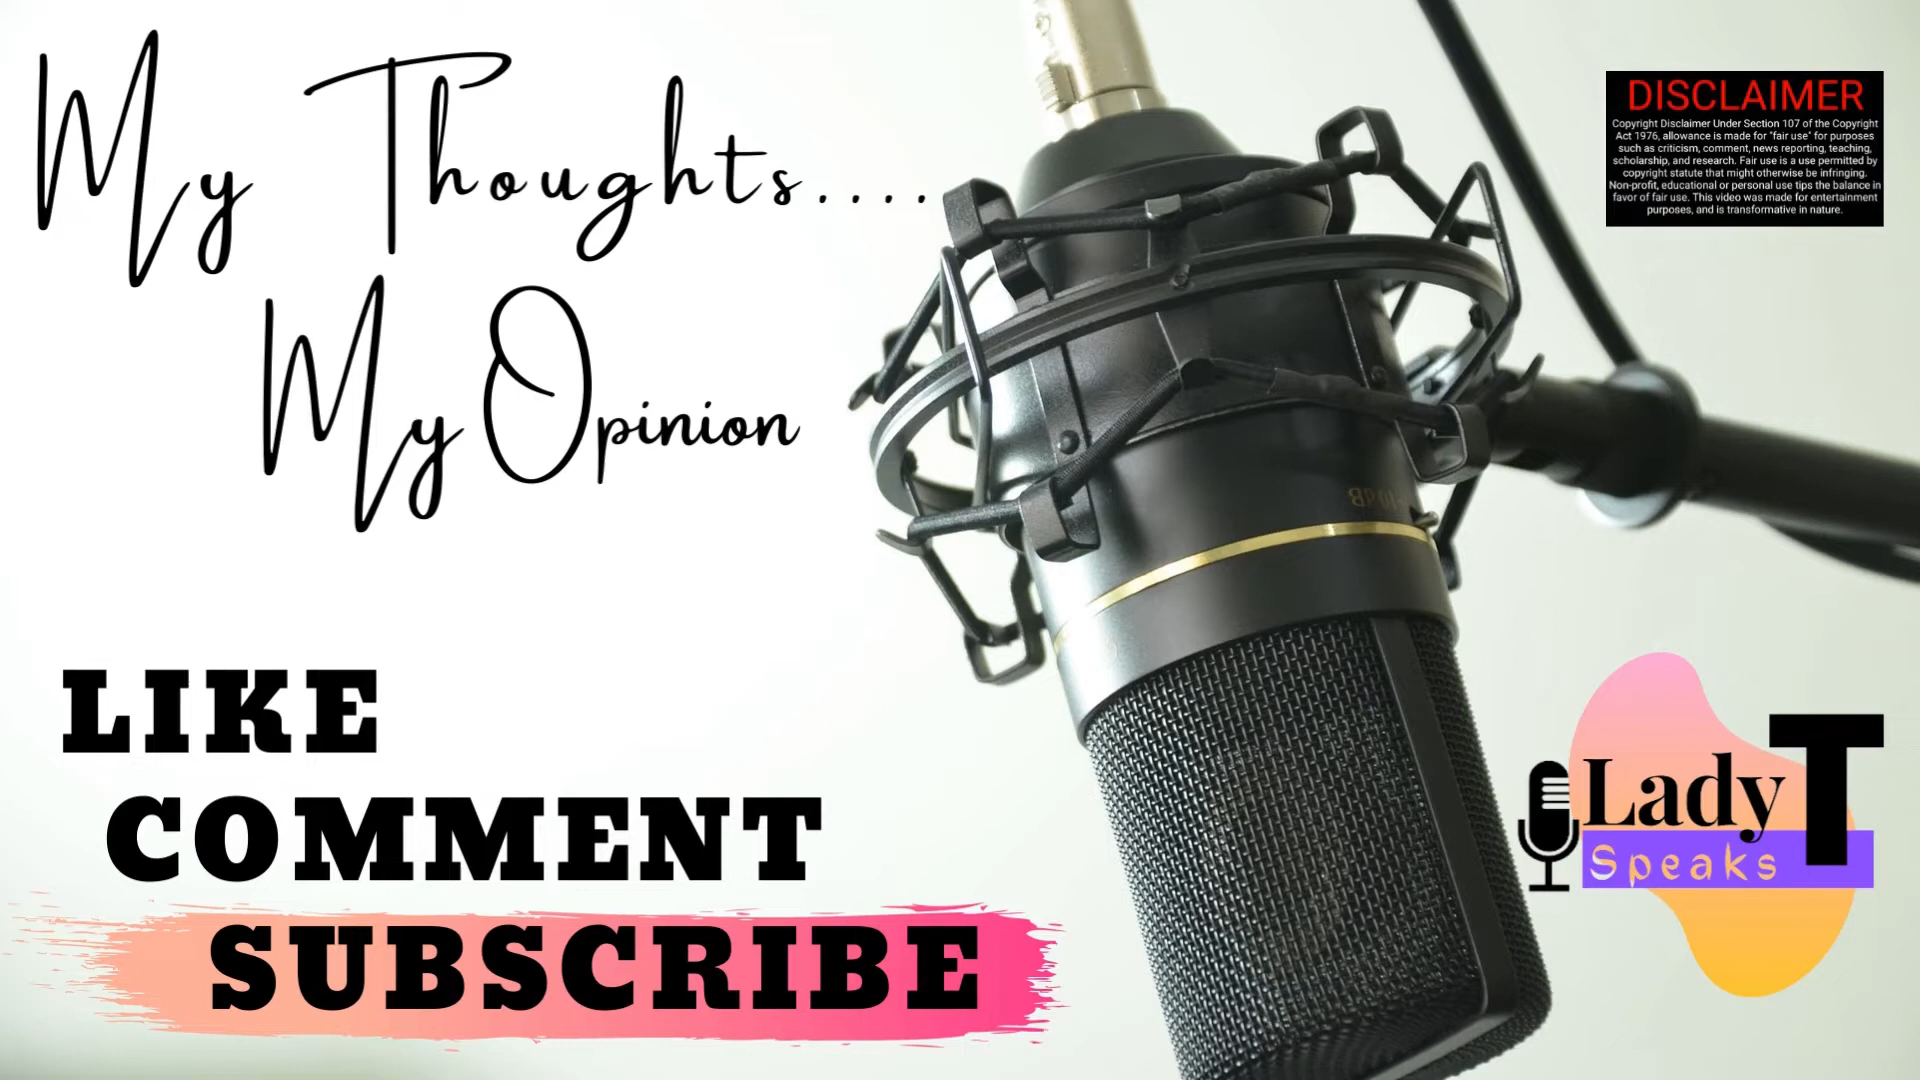 My Thoughts....
My Opinion
LIKE
COMMENT
SUBSCRIBE
DISCLAIMER
Copyright Disclaimer Under Section 107 of the Copyright
Act 1976, allowance is made for "fair use" for purposes
such as criticism, comment, news reporting, teaching,
scholarship, and research. Fair use is a use permitted by
copyright statute that might otherwise be infringing.
Non-profit, educational or personal use tips the balance in
favor of fair use. This video was made for entertainment
purposes, and is transformative in nature.
Lady T
Speaks